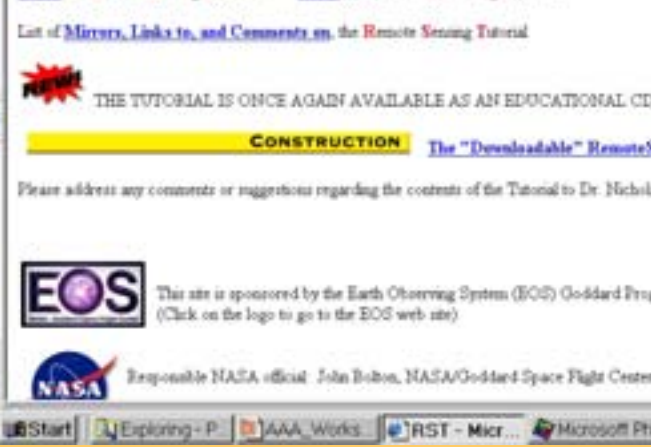 List of Mirrors, Links to, and Comments on, the Remote Sensing Tutorial
NEW!
THE TUTORIAL IS ONCE AGAIN AVAILABLE AS AN EDUCATIONAL CD
CONSTRUCTION The "Downloadable" RemoteS
Please address any comments or suggestions regarding the contents of the Tutorial to Dr. Nichol
EOS
This site is sponsored by the Earth Observing System (EOS) Goddard Prog
(Click on the logo to go to the EOS web site)
NASA
Responsible NASA official: John Bolton, NASA/Goddard Space Flight Center
Start Exploring - P AAA_Works RST - Micr... Microsoft Ph